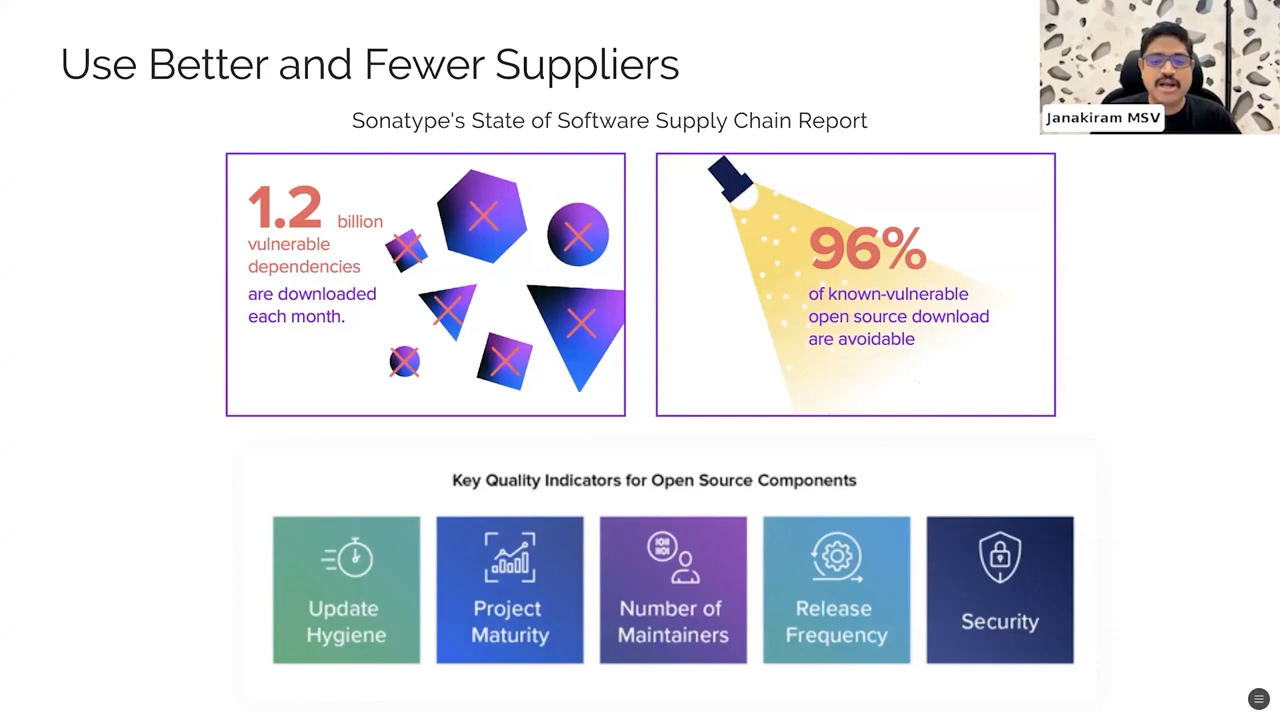 Use Better and Fewer Suppliers
Janakiram MSV
Sonatype's State of Software Supply Chain Report
1.2 billion
vulnerable
dependencies
are downloaded
each month.
96%
of known-vulnerable
open source download
are avoidable
Key Quality Indicators for Open Source Components
Update
Hygiene
Project
Maturity
Number of
Maintainers
Release
Frequency
Security